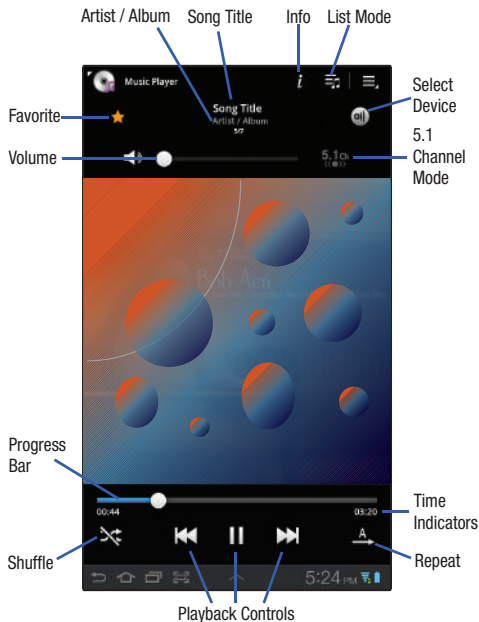 Artist / Album
Song Title
Info
List Mode
Music Player
i
Song Title
Artist / Album
5/7
Select
Device
Favorite
Volume
5.1
Channel
Mode
5.1Ch
Bob Acri
Progress
Bar
00:44
03:20
Time
Indicators
Shuffle
A
Repeat
5:24 PM
Playback Controls